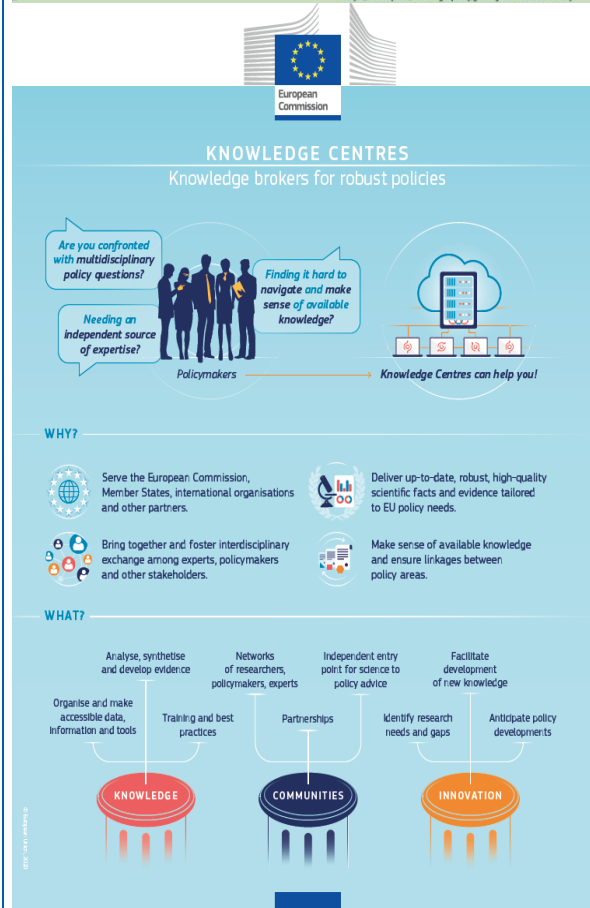 European
Commission
KNOWLEDGE CENTRES
Knowledge brokers for robust policies
Are you confronted
with multidisciplinary
policy questions?
Needing an
independent source
of expertise?
Finding it hard to
navigate and make
sense of available
knowledge?
Policymakers
Knowledge Centres can help you!
WHY?
Serve the European Commission,
Member States, international organisations
and other partners.
Deliver up-to-date, robust, high-quality
scientific facts and evidence tailored
to EU policy needs.
Bring together and foster interdisciplinary
exchange among experts, policymakers
and other stakeholders.
Make sense of available knowledge
and ensure linkages between
policy areas.
WHAT?
Analyse, synthetise
and develop evidence
Organise and make
accessible data,
information and tools
Training and best
practices
KNOWLEDGE
Networks
of researchers,
policymakers, experts
Independent entry
point for science to
policy advice
Partnerships
COMMUNITIES
Facilitate
development
of new knowledge
Identify research
needs and gaps
Anticipate policy
developments
INNOVATION